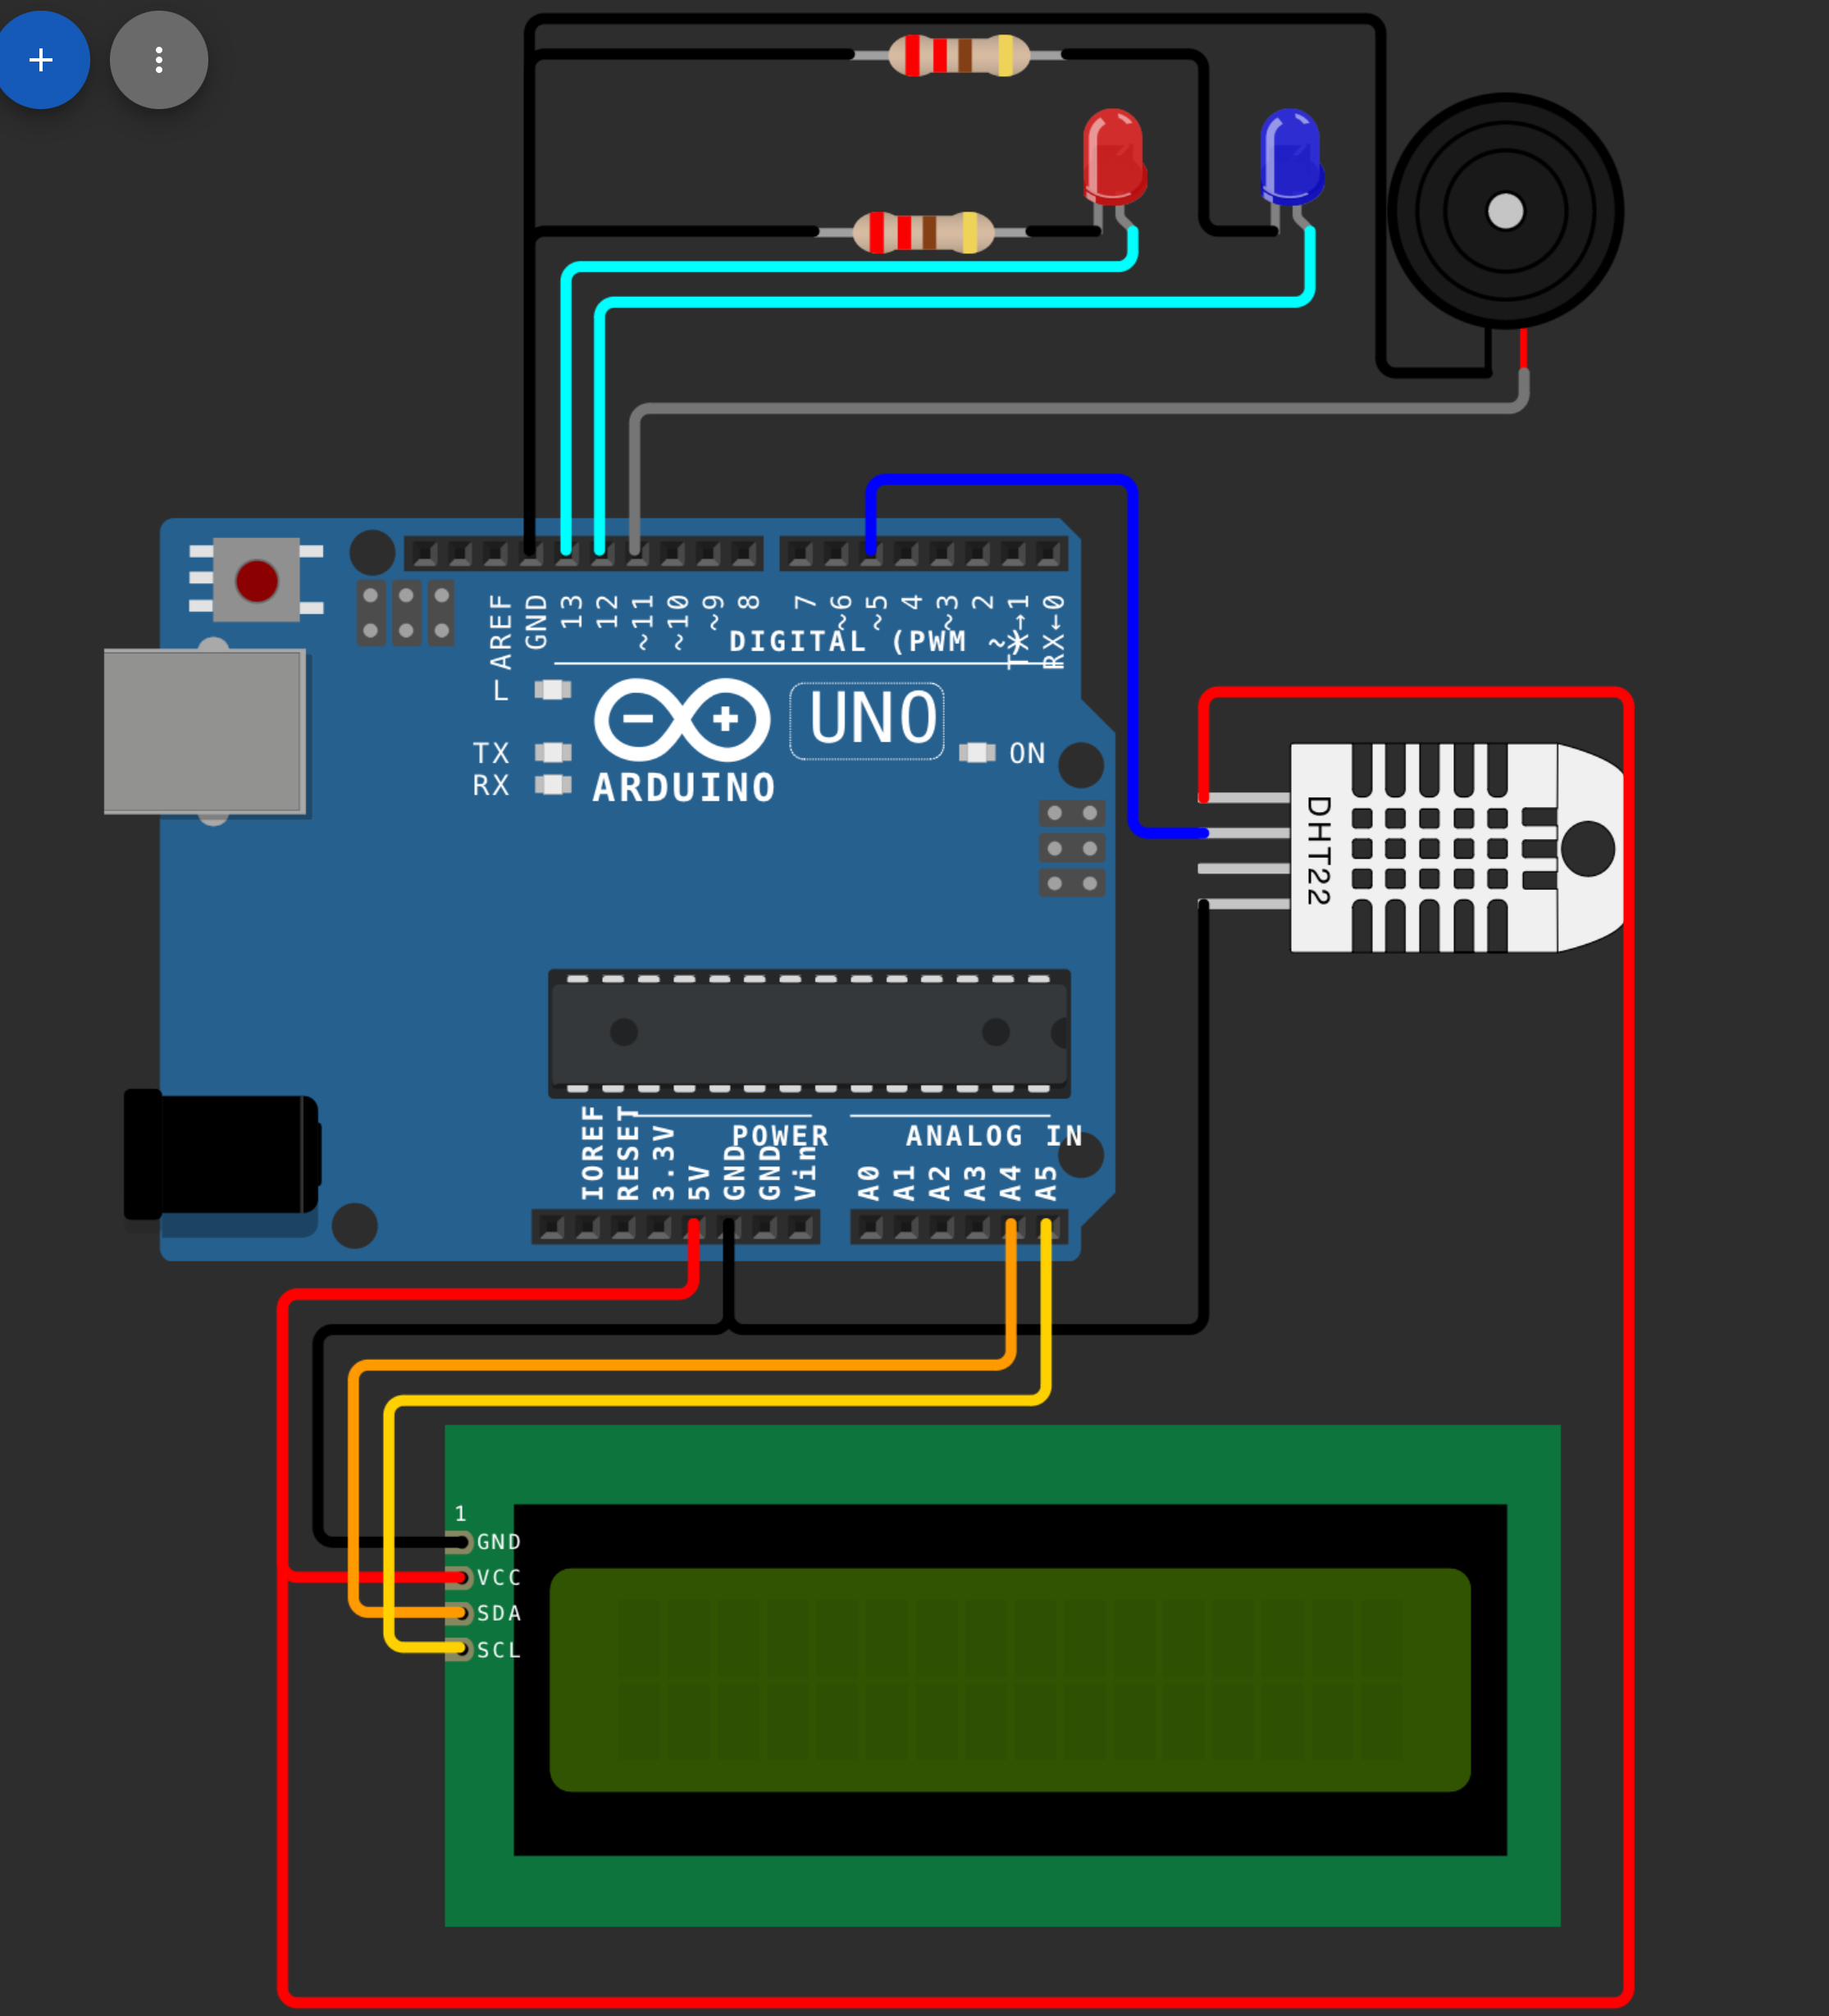 AREF
GND
13
12
~11
~10
~9
8
7
~6
~5
4
~3
2
TX→1
RX←0
DIGITAL (PWM ~)
L
TX
RX
UNO
ON
ARDUINO
DHT22
IOREF
RESET
3.3V
5V
GND
GND
Vin
POWER
ANALOG IN
A0
A1
A2
A3
A4
A5
1
GND
VCC
SDA
SCL